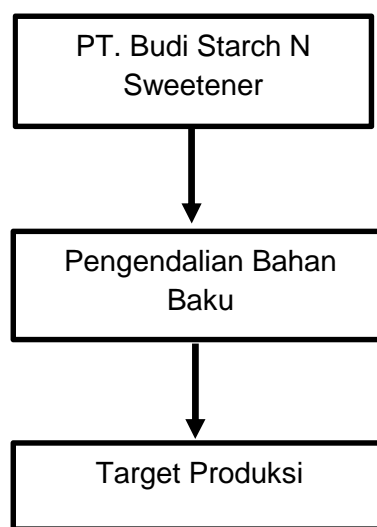 PT. Budi Starch N
Sweetener
Pengendalian Bahan
Baku
Target Produksi